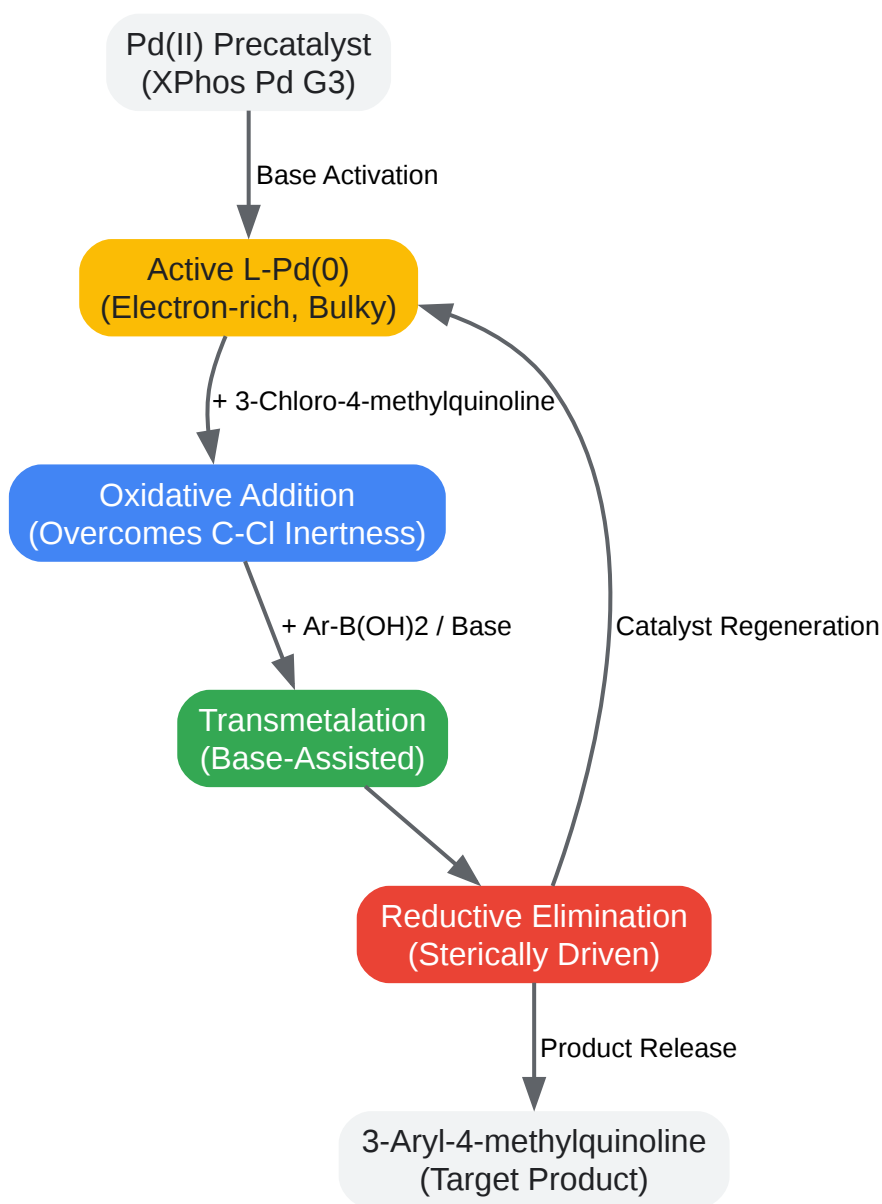 Pd(II) Precatalyst
(XPhos Pd G3)
Base Activation
Active L-Pd(0)
(Electron-rich, Bulky)
+ 3-Chloro-4-methylquinoline
Oxidative Addition
(Overcomes C-Cl Inertness)
+ Ar-B(OH)2 / Base
Catalyst Regeneration
Transmetalation
(Base-Assisted)
Reductive Elimination
(Sterically Driven)
Product Release
3-Aryl-4-methylquinoline
(Target Product)